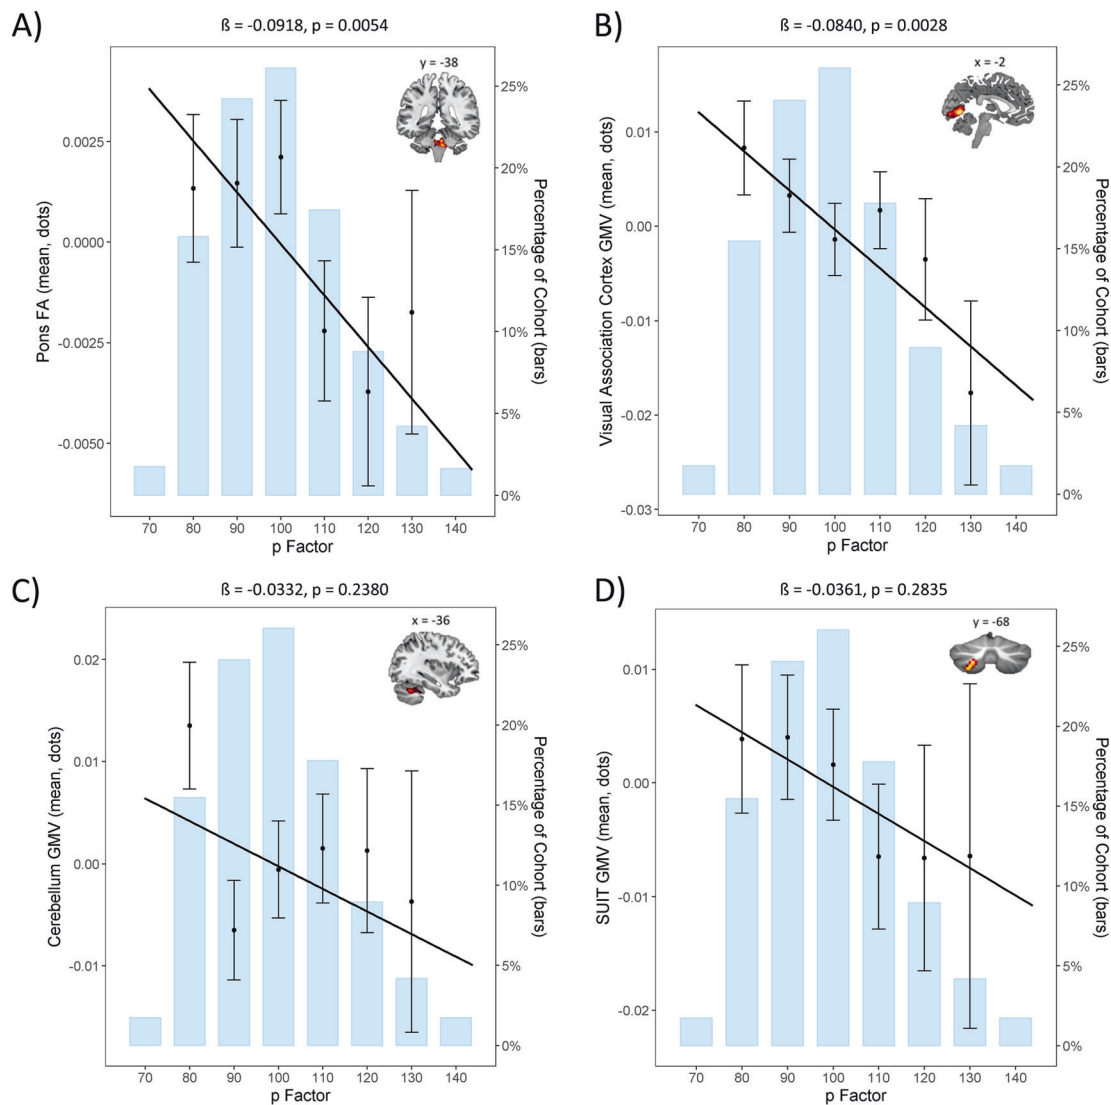 A)
ß = -0.0918, p = 0.0054
y = -38
Pons FA (mean, dots)
0.0025
0.0000
-0.0025
-0.0050
25%
20%
15%
10%
5%
0%
Percentage of Cohort (bars)
70 80 90 100 110 120 130 140
p Factor
B)
ß = -0.0840, p = 0.0028
x = -2
Visual Association Cortex GMV (mean, dots)
0.01
0.00
-0.01
-0.02
-0.03
25%
20%
15%
10%
5%
0%
Percentage of Cohort (bars)
70 80 90 100 110 120 130 140
p Factor
C)
ß = -0.0332, p = 0.2380
x = -36
Cerebellum GMV (mean, dots)
0.02
0.01
0.00
-0.01
25%
20%
15%
10%
5%
0%
Percentage of Cohort (bars)
70 80 90 100 110 120 130 140
p Factor
D)
ß = -0.0361, p = 0.2835
y = -68
SUIT GMV (mean, dots)
0.01
0.00
-0.01
-0.02
25%
20%
15%
10%
5%
0%
Percentage of Cohort (bars)
70 80 90 100 110 120 130 140
p Factor